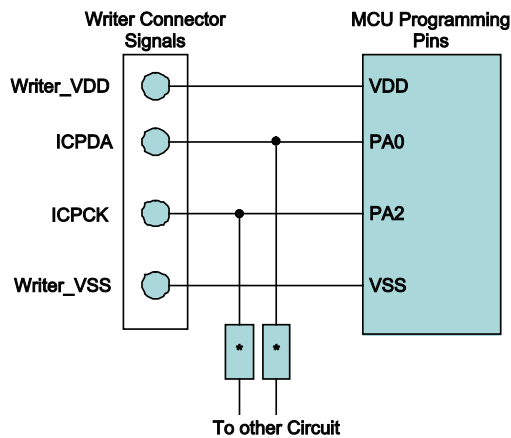 Writer Connector
Signals
MCU Programming
Pins
Writer_VDD
VDD
ICPDA
PA0
ICPCK
PA2
Writer_VSS
VSS
* *
To other Circuit